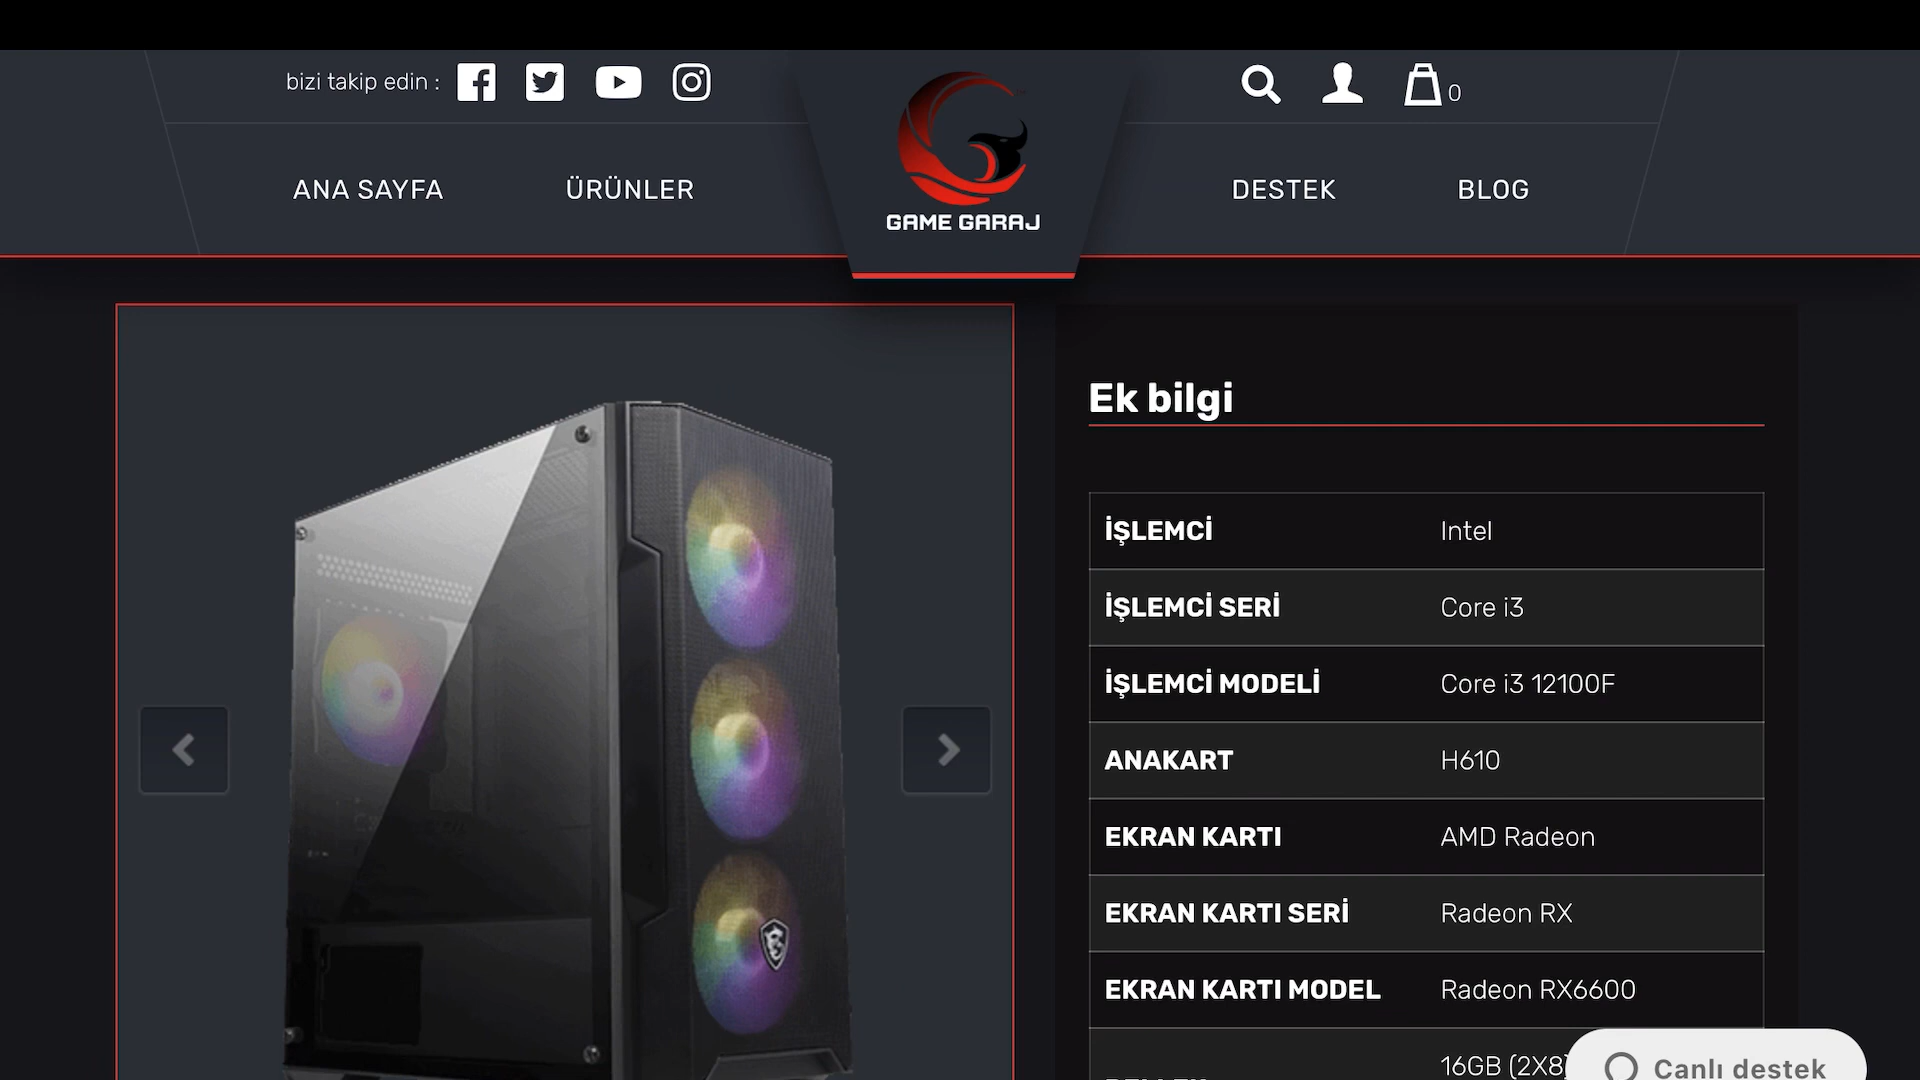 bizi takip edin :
0
ANA SAYFA
ÜRÜNLER
GAME GARAJ
DESTEK
BLOG
Ek bilgi
İŞLEMCİ Intel
İŞLEMCİ SERİ Core i3
İŞLEMCİ MODELİ Core i3 12100F
ANAKART H610
EKRAN KARTI AMD Radeon
EKRAN KARTI SERİ Radeon RX
EKRAN KARTI MODEL Radeon RX6600
16GB (2X8)
Canlı destek